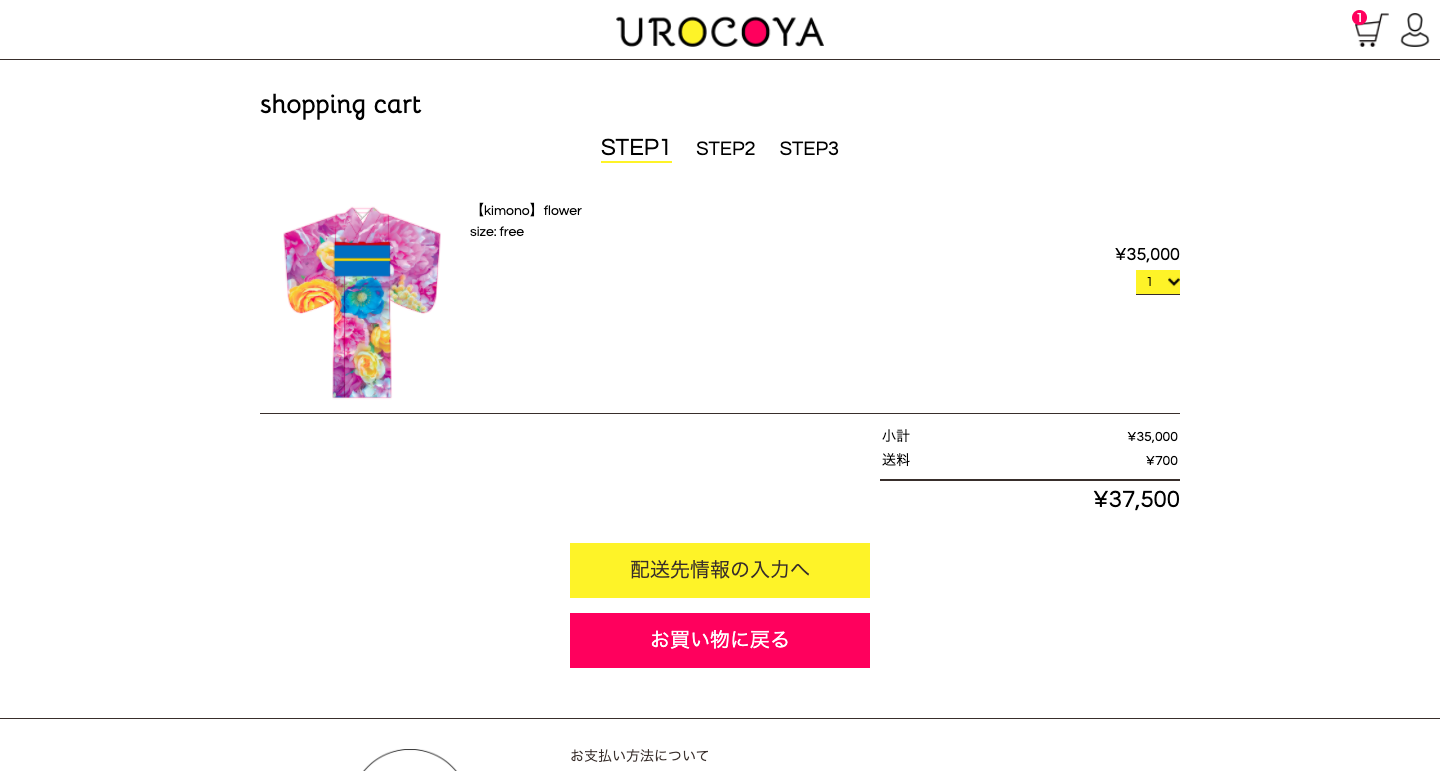 UROCOYA
1
shopping cart
STEP1 STEP2 STEP3
【kimono】flower
size: free
¥35,000
1
小計 ¥35,000
送料 ¥700
¥37,500
配送先情報の入力へ
お買い物に戻る
お支払い方法について